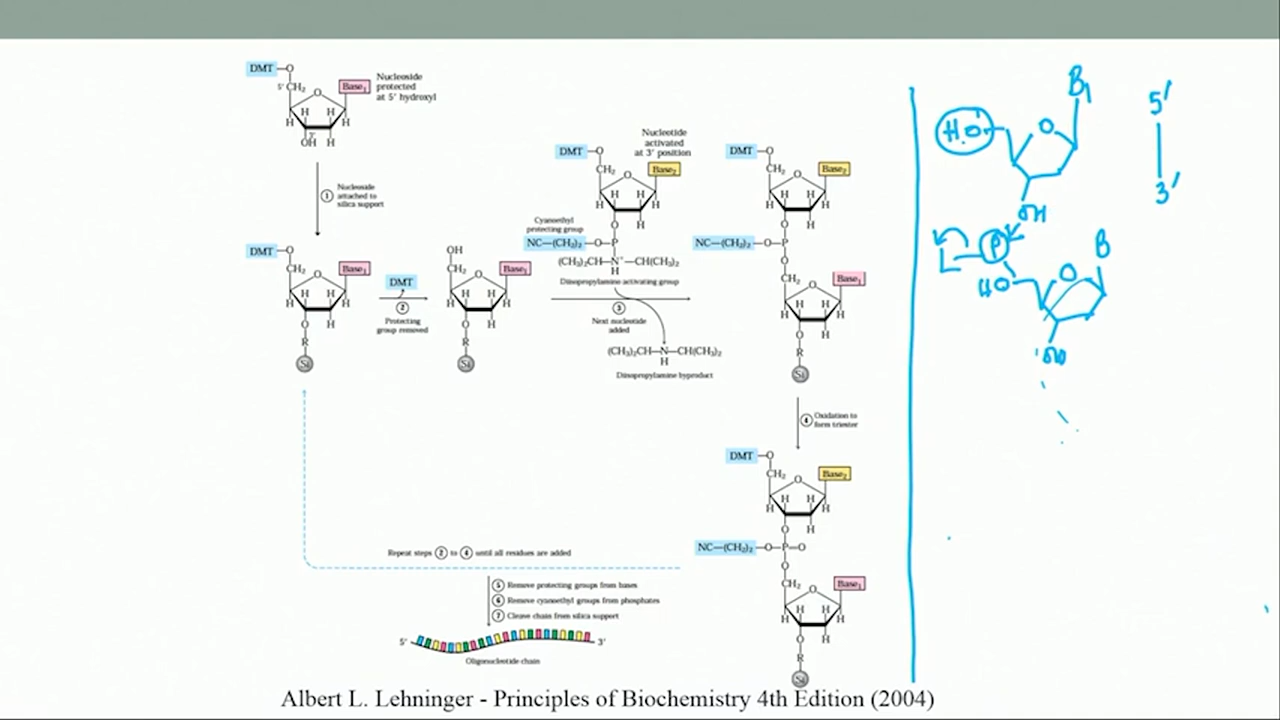 DMT—O
5' CH₂
O
Base₁
Nucleoside
protected
at 5' hydroxyl
H H
H H
3'
OH H
① Nucleoside
attached to
silica support
DMT—O
CH₂
O
Base₁
H H
H H
O H
R
Si
DMT
②
Protecting
group removed
OH
CH₂
O
Base₁
H H
H H
O H
R
Si
Nucleotide
activated
at 3' position
DMT—O
CH₂
O
Base₂
H H
H H
O H
Cyanoethyl
protecting group
NC—(CH₂)₂—O—P
(CH₃)₂CH—N⁺—CH(CH₃)₂
H
Diisopropylamino activating group
③
Next nucleotide
added
(CH₃)₂CH—N—CH(CH₃)₂
H
Diisopropylamine byproduct
DMT—O
CH₂
O
Base₂
H H
H H
O H
NC—(CH₂)₂—O—P
O
CH₂
O
Base₁
H H
H H
O H
R
Si
④ Oxidation to
form triester
DMT—O
CH₂
O
Base₂
H H
H H
O H
NC—(CH₂)₂—O—P=O
O
CH₂
O
Base₁
H H
H H
O H
R
Si
Repeat steps ② to ④ until all residues are added
⑤ Remove protecting groups from bases
⑥ Remove cyanoethyl groups from phosphates
⑦ Cleave chain from silica support
5' 3'
Oligonucleotide chain
B₁
H.O
O
OH
5'
3'
P
B
HO
O
OH
Albert L. Lehninger - Principles of Biochemistry 4th Edition (2004)